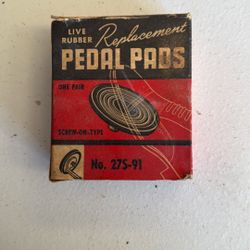 LIVE
RUBBER
Replacement
PEDAL PADS
ONE PAIR
SCREW-ON-TYPE
No. 275-91